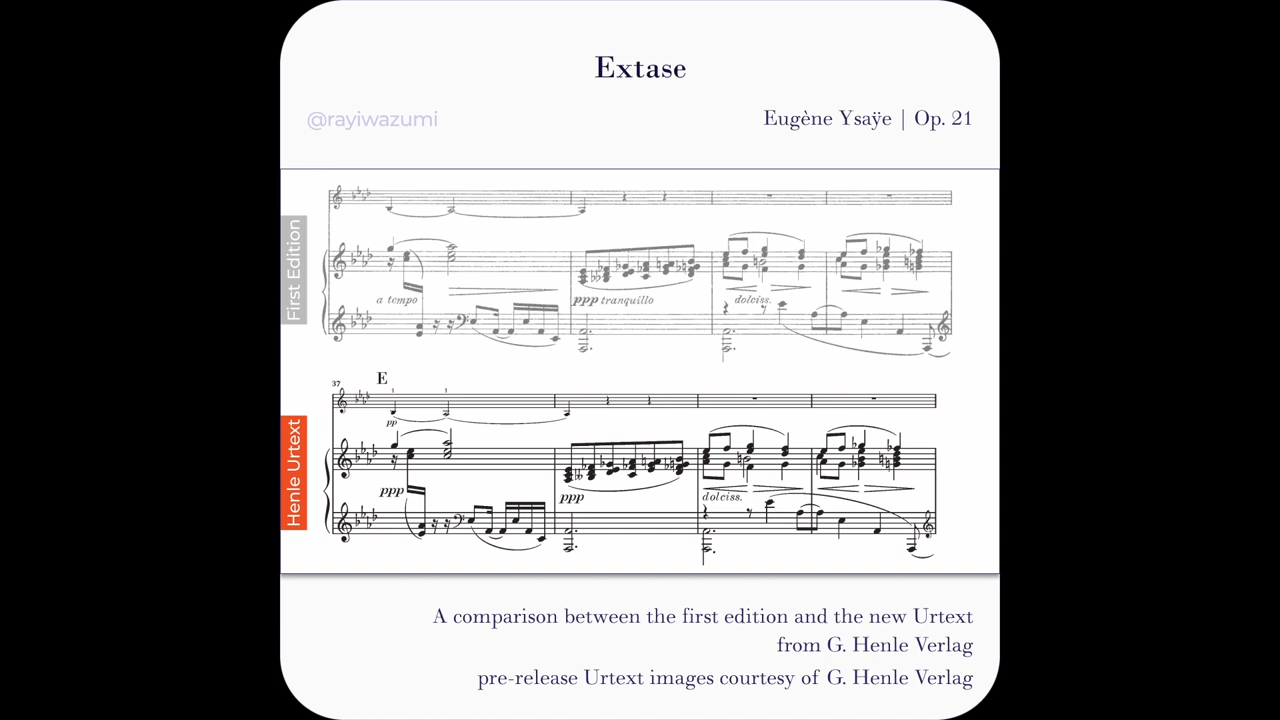 Extase
@rayiwazumi
Eugène Ysaÿe | Op. 21
First Edition
a tempo
ppp tranquillo
dolciss.
37
E
pp
Henle Urtext
ppp
ppp
dolciss.
A comparison between the first edition and the new Urtext
from G. Henle Verlag
pre-release Urtext images courtesy of G. Henle Verlag